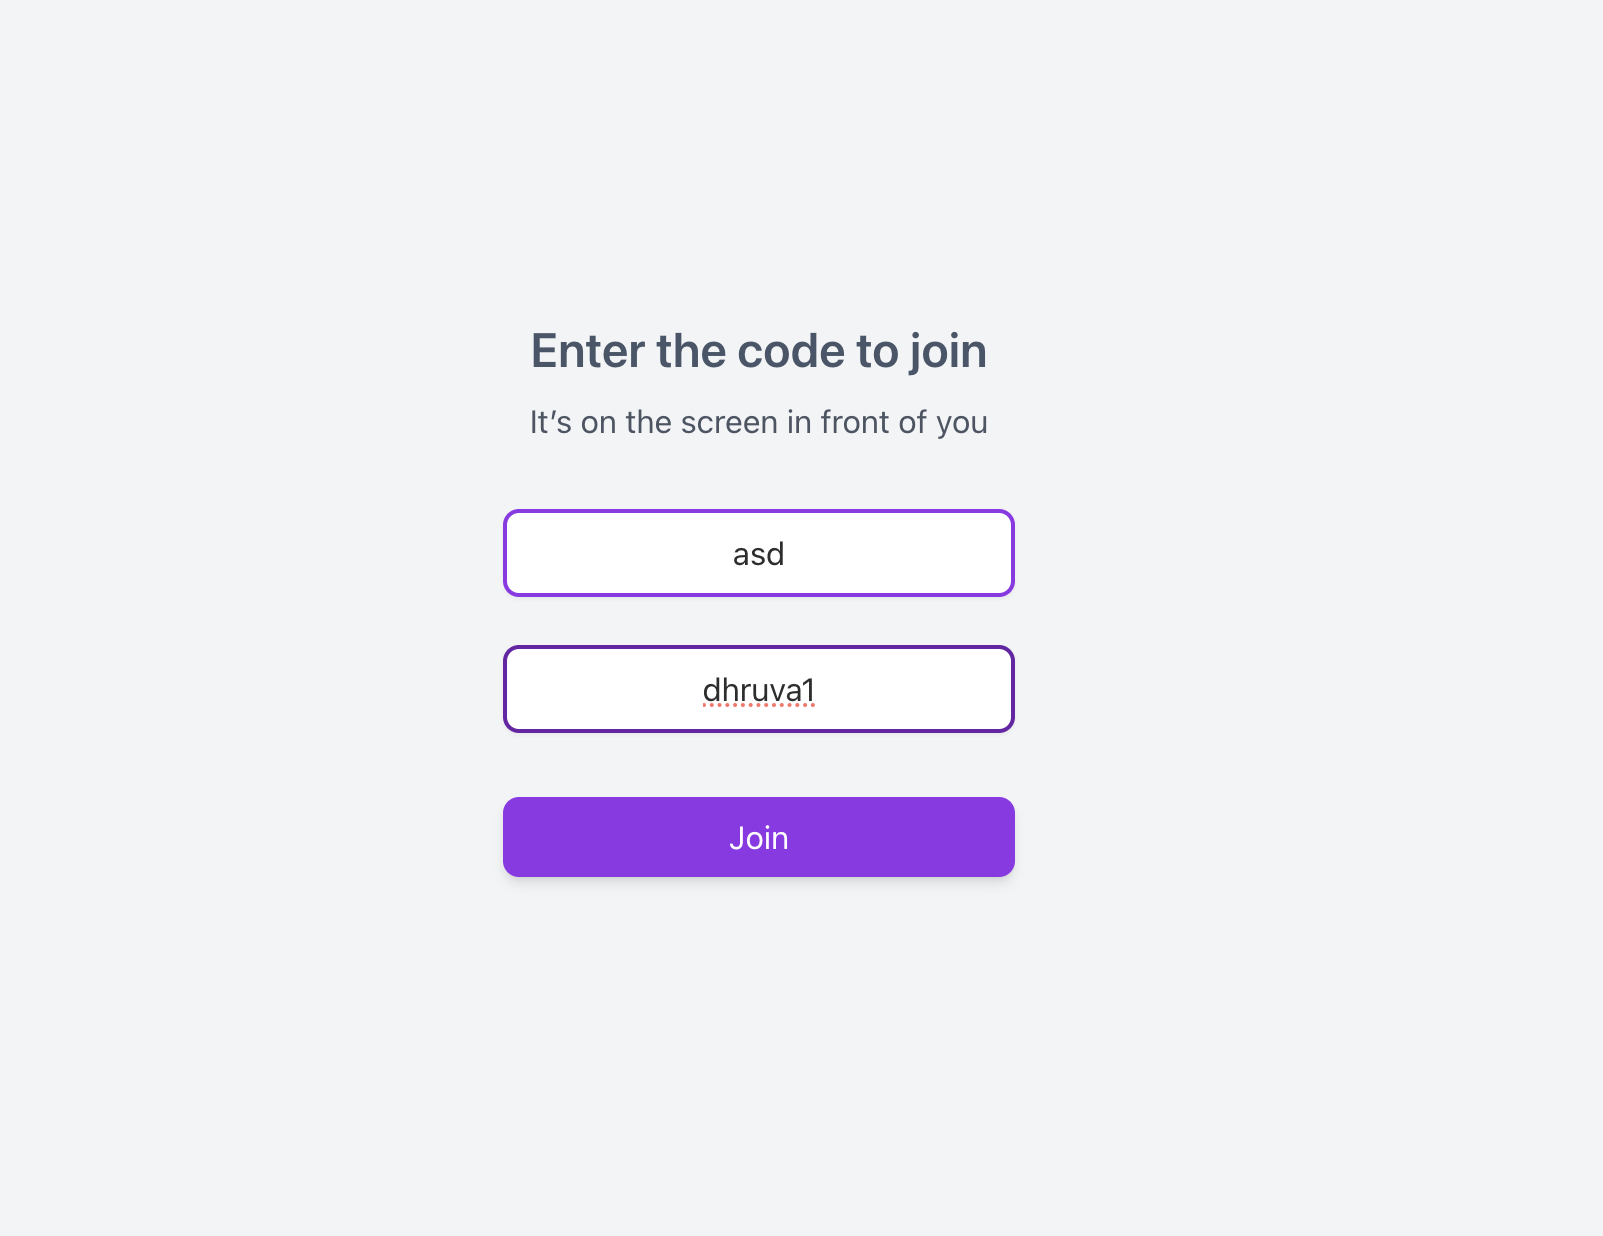 Enter the code to join
It’s on the screen in front of you
asd
dhruva1
Join